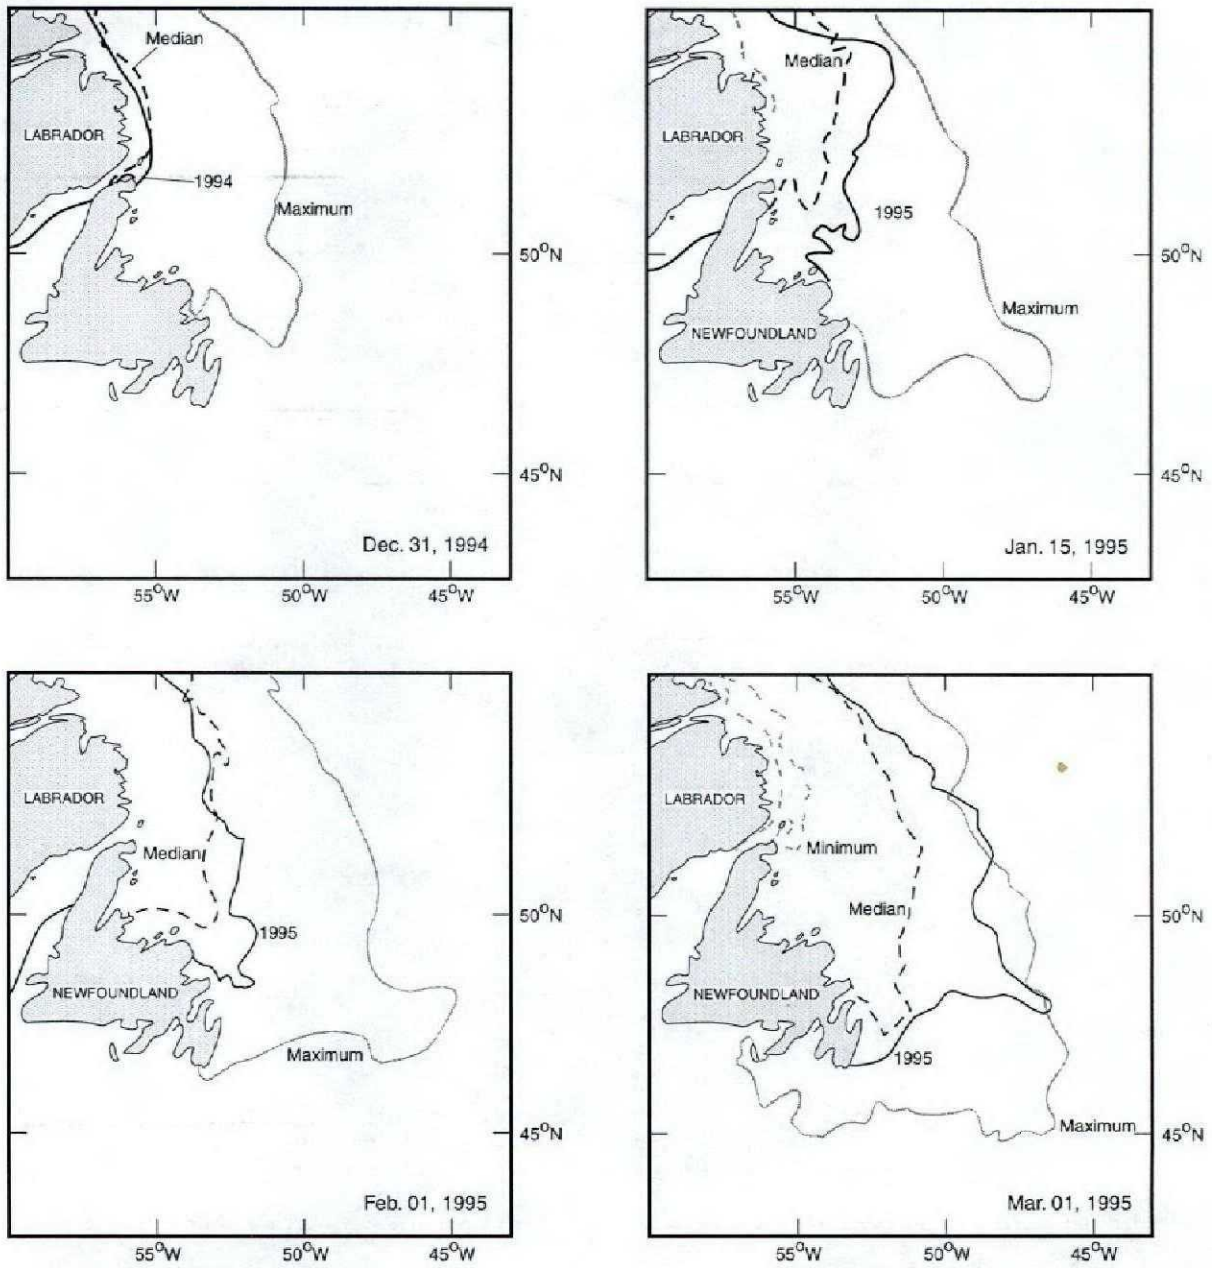 Median
LABRADOR
1994
Maximum
50°N
45°N
Dec. 31, 1994
55°W 50°W 45°W
Median
LABRADOR
1995
50°N
Maximum
NEWFOUNDLAND
45°N
Jan. 15, 1995
55°W 50°W 45°W
LABRADOR
Median
50°N
1995
NEWFOUNDLAND
Maximum
45°N
Feb. 01, 1995
55°W 50°W 45°W
LABRADOR
Minimum
Median
50°N
NEWFOUNDLAND
1995
Maximum
45°N
Mar. 01, 1995
55°W 50°W 45°W